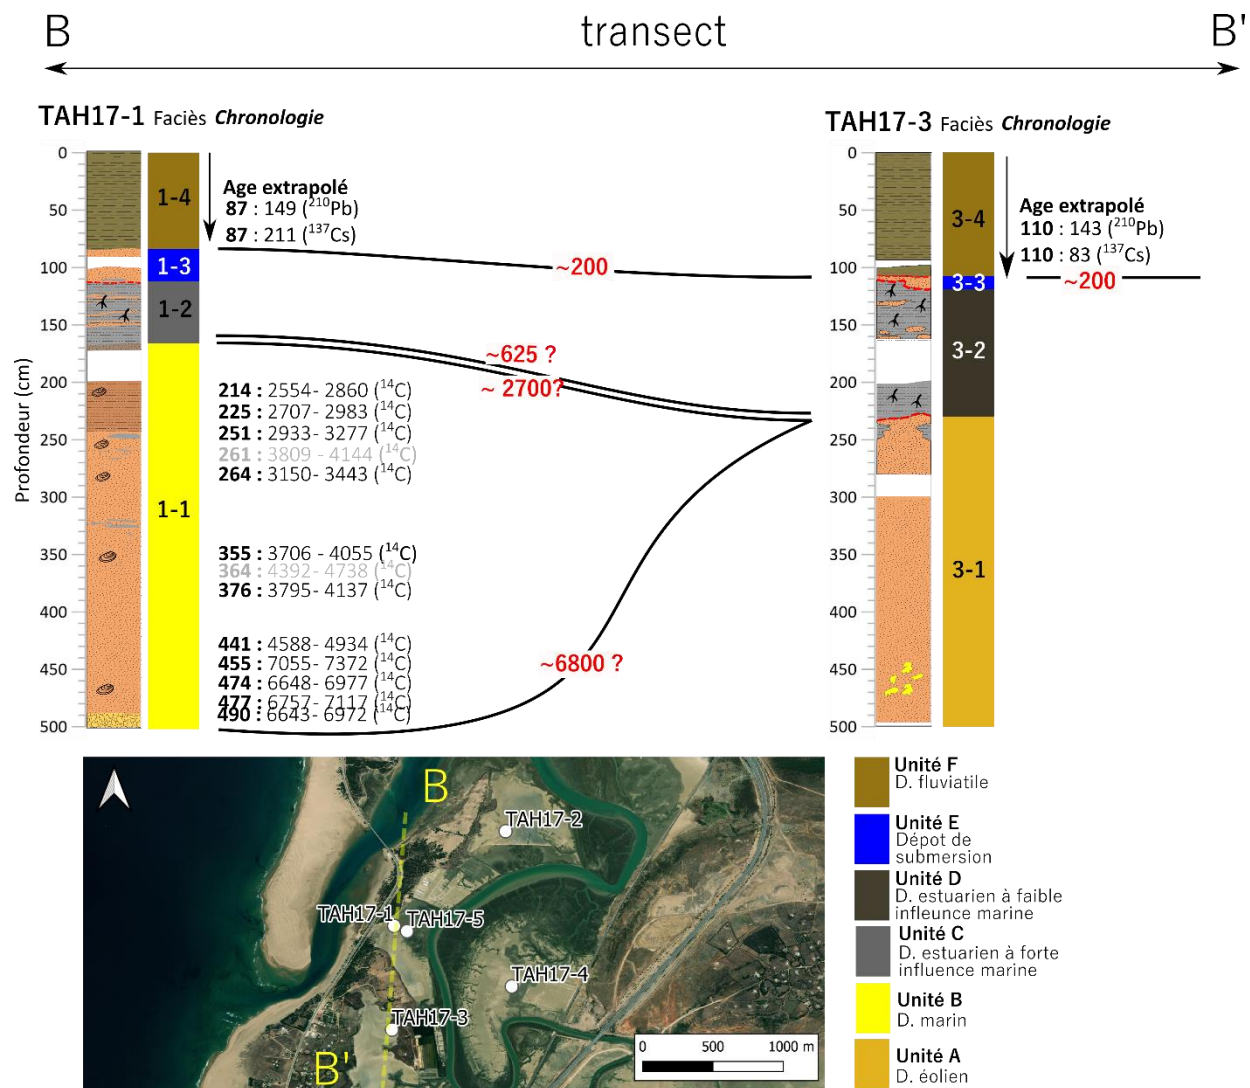 B transect B'
TAH17-1 Faciès Chronologie
Profondeur (cm)
0
50
100
150
200
250
300
350
400
450
500
1-4
1-3
1-2
1-1
Age extrapolé
87 : 149 (²¹⁰Pb)
87 : 211 (¹³⁷Cs)
214 : 2554- 2860 (¹⁴C)
225 : 2707- 2983 (¹⁴C)
251 : 2933- 3277 (¹⁴C)
261 : 3809 - 4144 (¹⁴C)
264 : 3150- 3443 (¹⁴C)
355 : 3706 - 4055 (¹⁴C)
364 : 4392- 4738 (¹⁴C)
376 : 3795- 4137 (¹⁴C)
441 : 4588- 4934 (¹⁴C)
455 : 7055- 7372 (¹⁴C)
474 : 6648- 6977 (¹⁴C)
477 : 6757- 7117 (¹⁴C)
490 : 6643- 6972 (¹⁴C)
~200
~625 ?
~ 2700?
~6800 ?
TAH17-3 Faciès Chronologie
0
50
100
150
200
250
300
350
400
450
500
3-4
3-3
3-2
3-1
Age extrapolé
110 : 143 (²¹⁰Pb)
110 : 83 (¹³⁷Cs)
~200
B
TAH17-2
TAH17-1
TAH17-5
TAH17-4
TAH17-3
B'
0 500 1000 m
Unité F
D. fluviatile
Unité E
Dépot de
submersion
Unité D
D. estuarien à faible
infleunce marine
Unité C
D. estuarien à forte
influence marine
Unité B
D. marin
Unité A
D. éolien